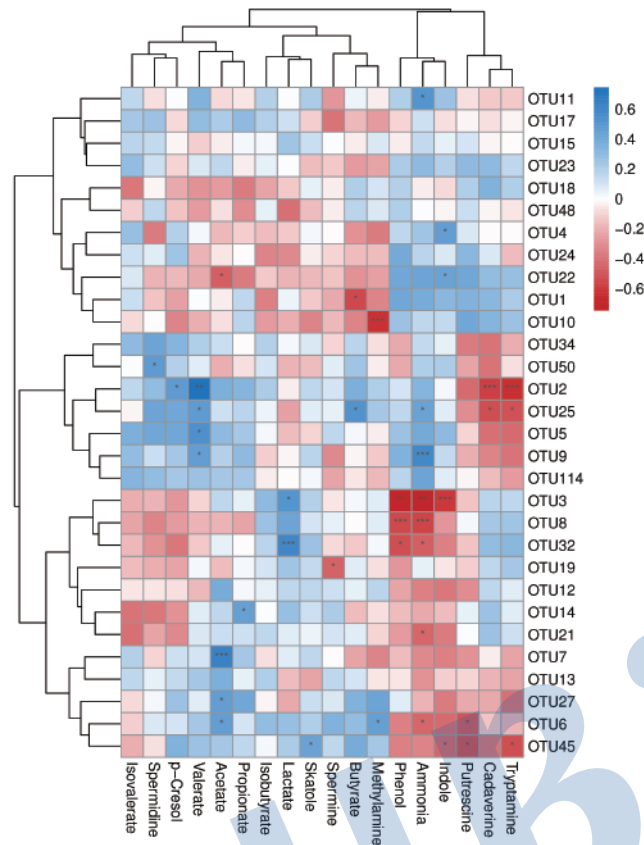 OTU11
0.6
OTU17
0.4
OTU15
0.2
OTU23
0
OTU18
−0.2
OTU48
−0.4
OTU4
−0.6
OTU24
OTU22
OTU1
OTU10
OTU34
OTU50
OTU2
OTU25
OTU5
OTU9
OTU114
OTU3
OTU8
OTU32
OTU19
OTU12
OTU14
OTU21
OTU7
OTU13
OTU27
OTU6
OTU45
Isovalerate
Spermidine
p−Cresol
Valerate
Acetate
Propionate
Isobutyrate
Lactate
Skatole
Spermine
Butyrate
Methylamine
Phenol
Ammonia
Indole
Putrescine
Cadaverine
Tryptamine